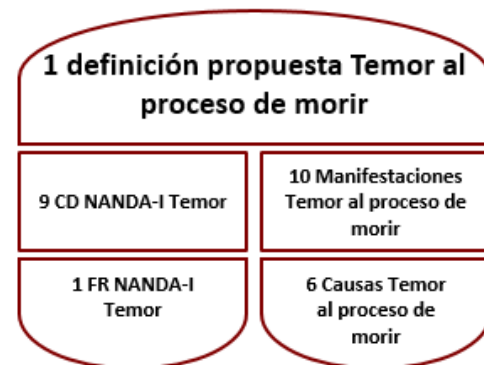 1 definición propuesta Temor al
proceso de morir
9 CD NANDA-I Temor
10 Manifestaciones
Temor al proceso de
morir
1 FR NANDA-I
Temor
6 Causas Temor
al proceso de
morir